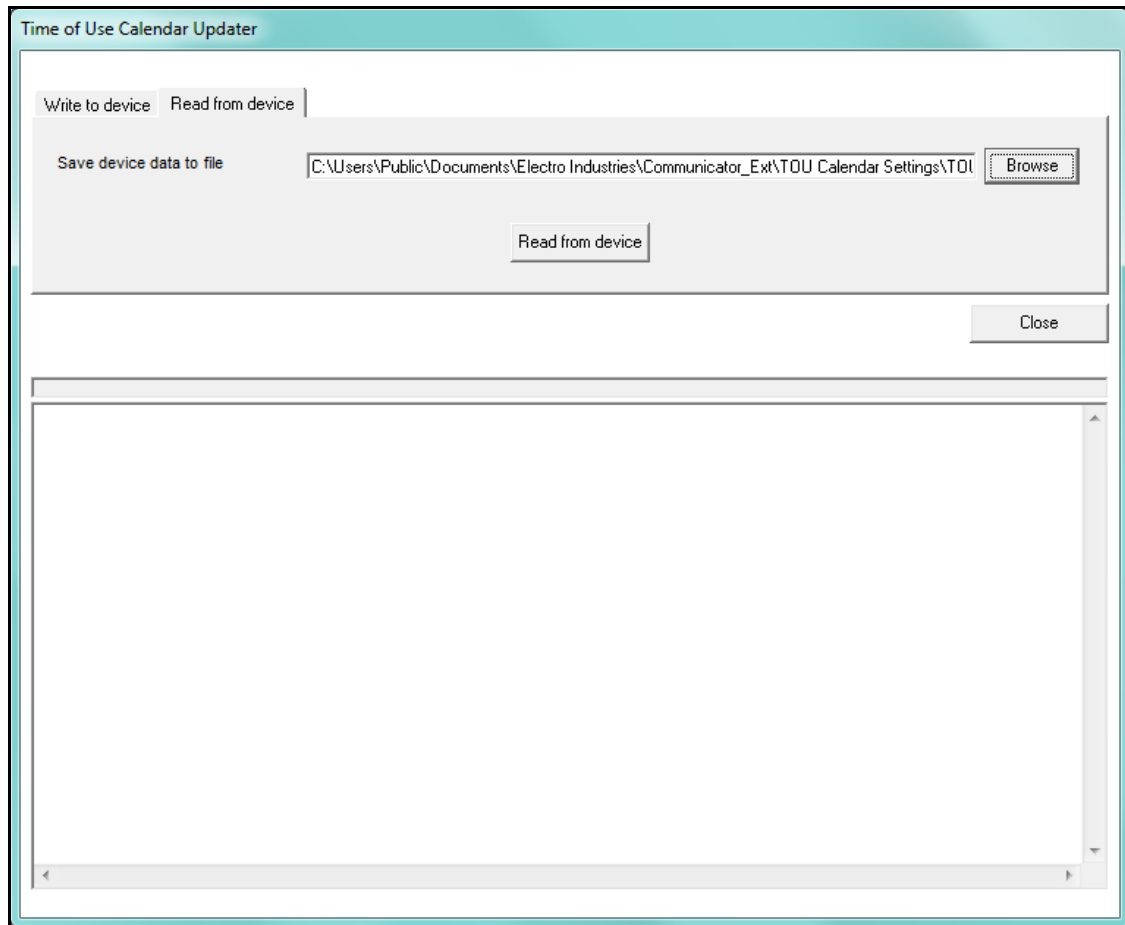 Time of Use Calendar Updater
Write to device Read from device
Save device data to file C:\Users\Public\Documents\Electro Industries\Communicator_Ext\TOU Calendar Settings\TOU Browse
Read from device
Close